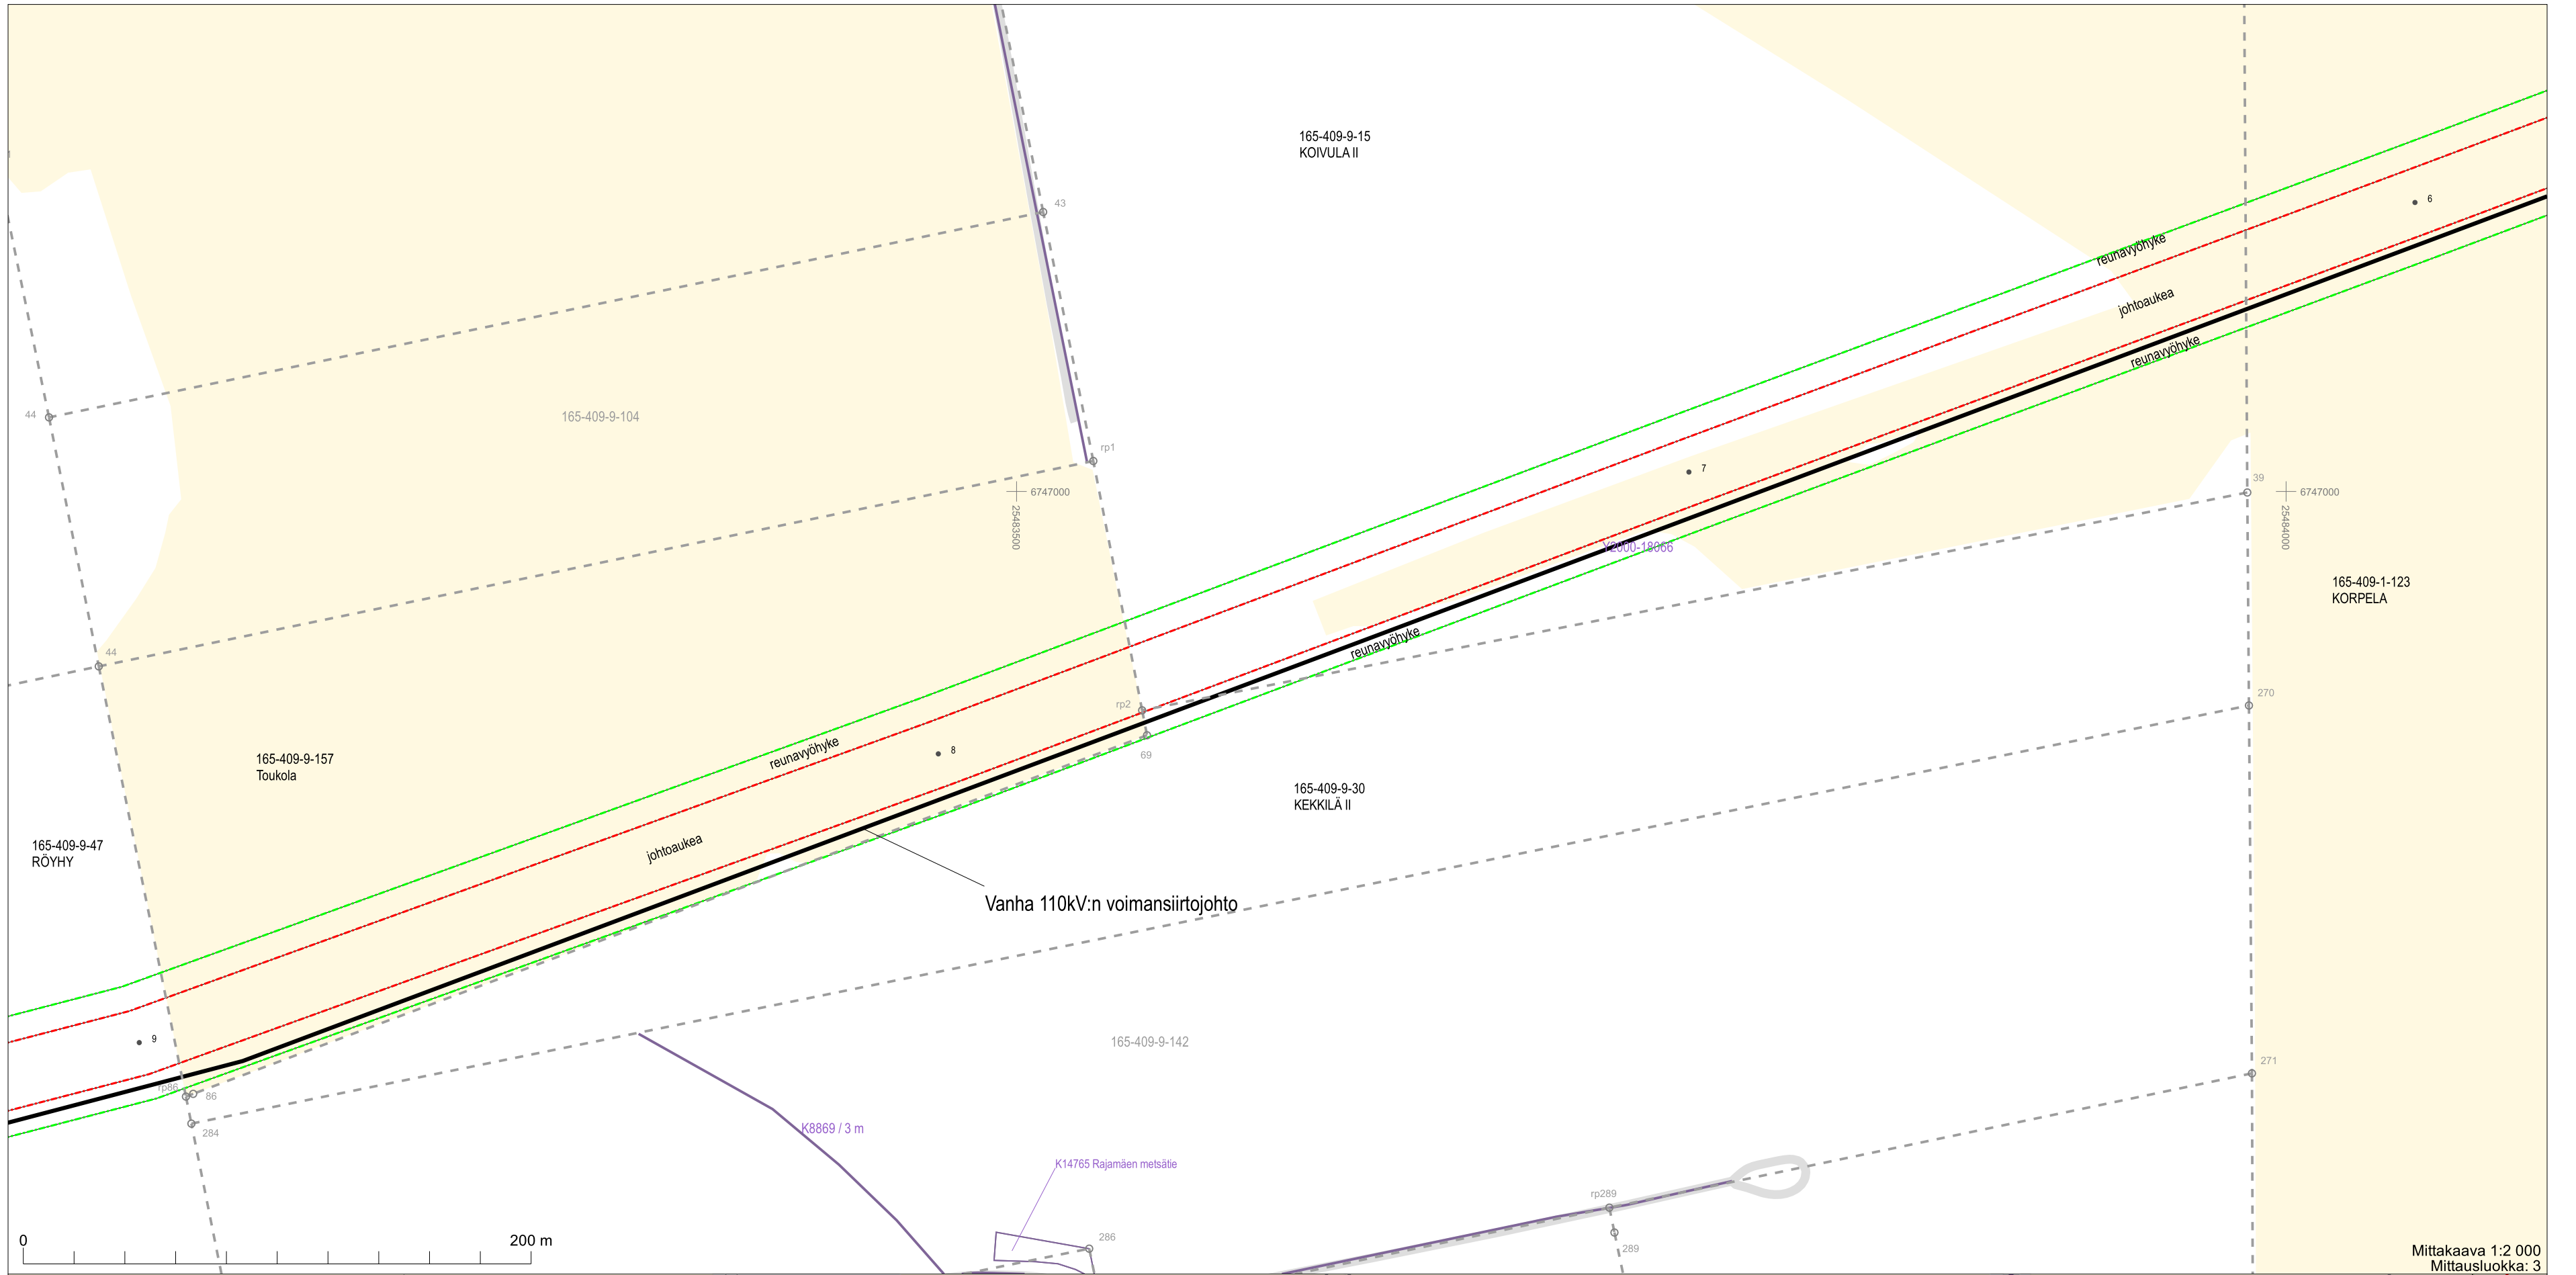 165-409-9-15
KOIVULA II
43
6
reunavyöhyke
johtoaukea
reunavyöhyke
44
165-409-9-104
rp1
7
39
6747000
25483500
6747000
25484000
Y2000-18066
165-409-1-123
KORPELA
reunavyöhyke
44
rp2
270
reunavyöhyke
8
69
165-409-9-157
Toukola
165-409-9-30
KEKKILÄ II
165-409-9-47
RÖYHY
johtoaukea
Vanha 110kV:n voimansiirtojohto
9
165-409-9-142
271
rp86
86
284
K8869 / 3 m
K14765 Rajamäen metsätie
rp289
286
289
0 200 m
Mittakaava 1:2 000
Mittausluokka: 3